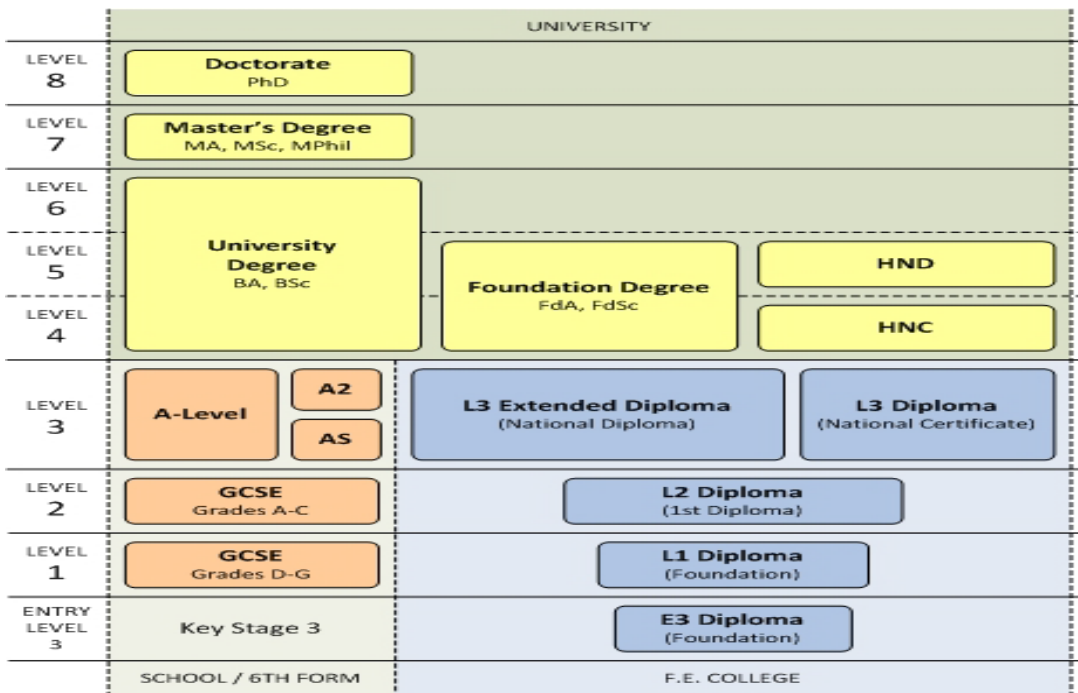 UNIVERSITY
LEVEL
8
Doctorate
PhD
LEVEL
7
Master's Degree
MA, MSc, MPhil
LEVEL
6
LEVEL
5
LEVEL
4
University
Degree
BA, BSc
Foundation Degree
FdA, FdSc
HND
HNC
LEVEL
3
A-Level
A2
AS
L3 Extended Diploma
(National Diploma)
L3 Diploma
(National Certificate)
LEVEL
2
GCSE
Grades A-C
L2 Diploma
(1st Diploma)
LEVEL
1
GCSE
Grades D-G
L1 Diploma
(Foundation)
ENTRY
LEVEL
3
Key Stage 3
E3 Diploma
(Foundation)
SCHOOL / 6TH FORM
F.E. COLLEGE